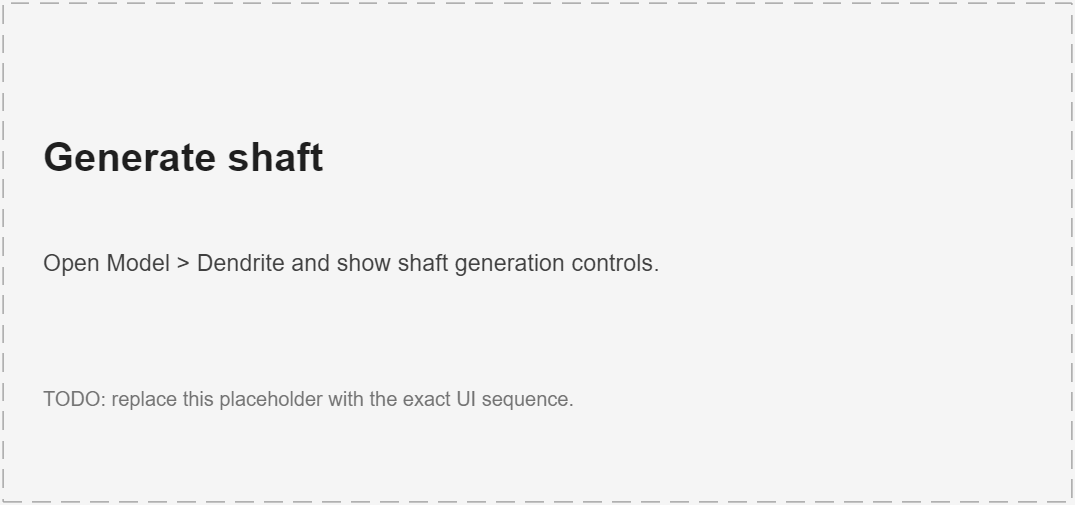 Generate shaft
Open Model > Dendrite and show shaft generation controls.
TODO: replace this placeholder with the exact UI sequence.